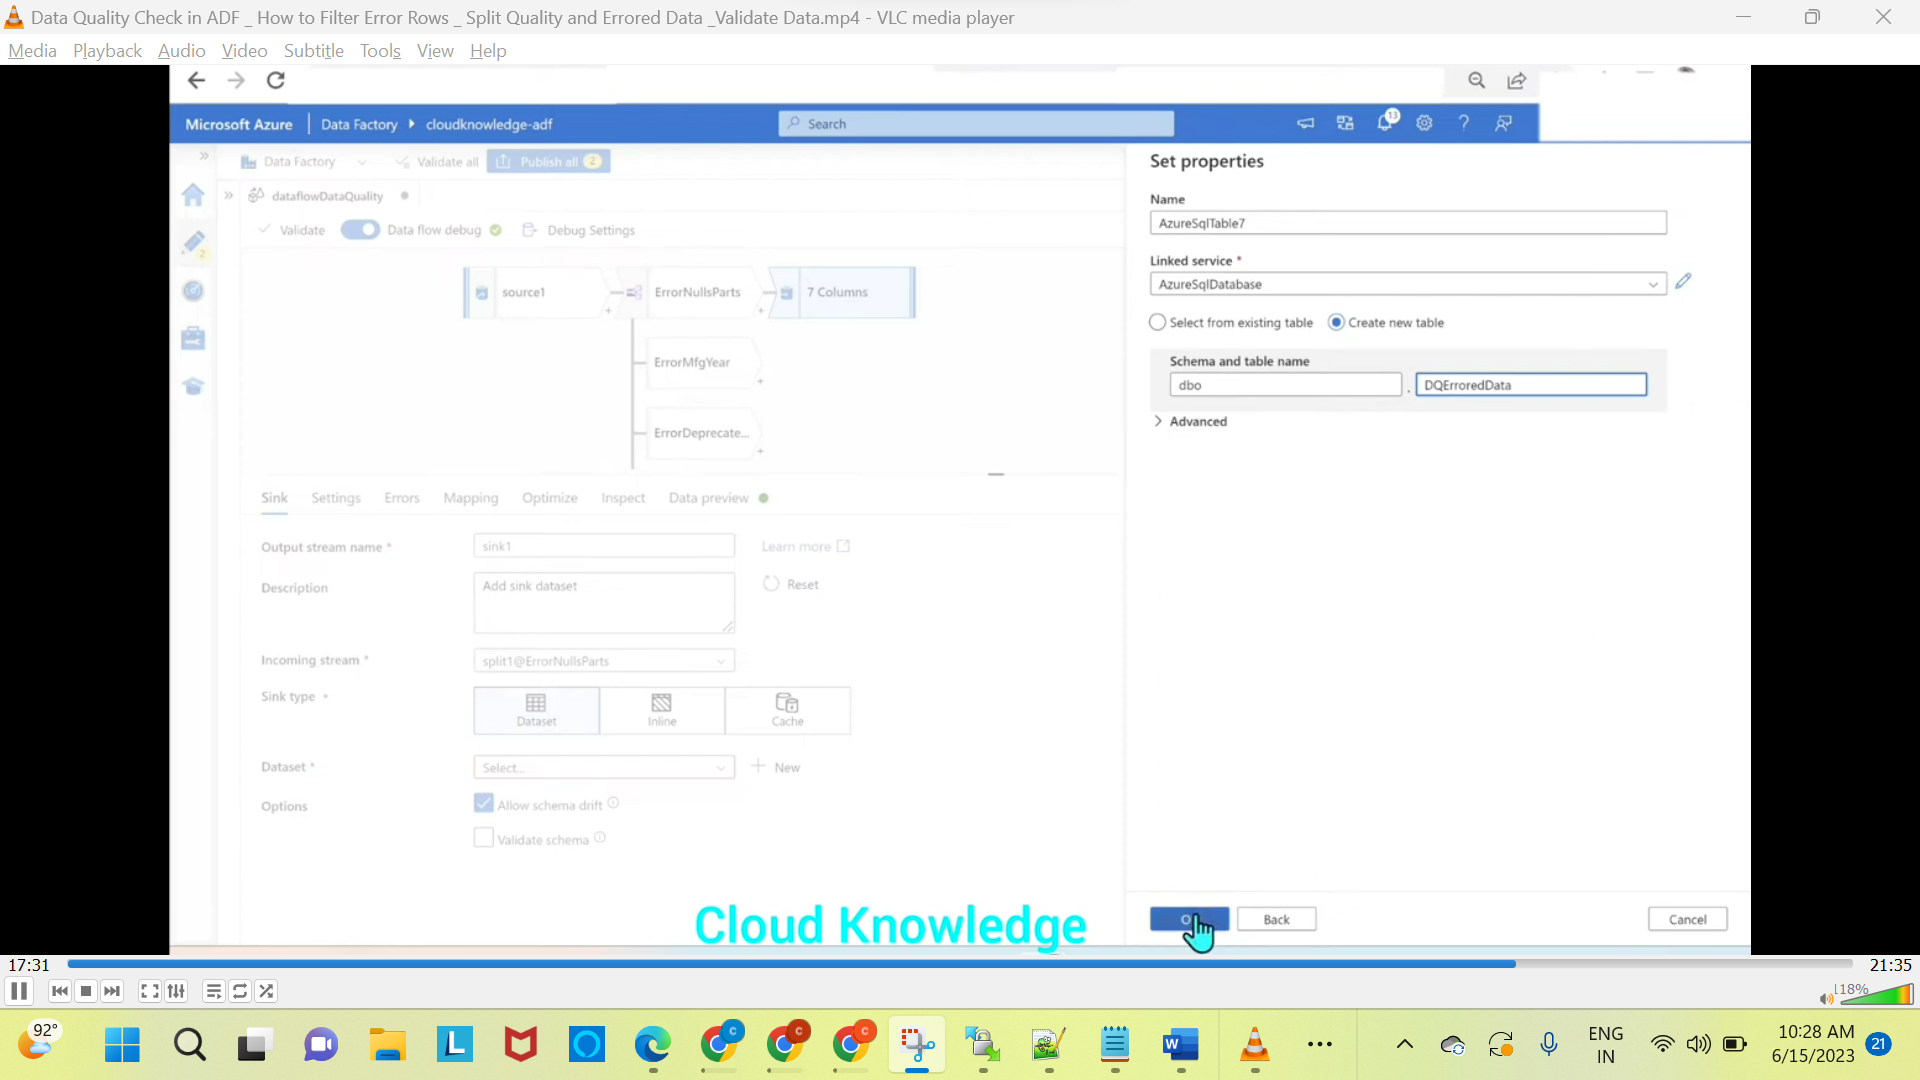 Data Quality Check in ADF _ How to Filter Error Rows _ Split Quality and Errored Data _Validate Data.mp4 - VLC media player
Media Playback Audio Video Subtitle Tools View Help
Microsoft Azure Data Factory cloudknowledge-adf Search 13
Data Factory Validate all Publish all 2
dataflowDataQuality
Validate Data flow debug Debug Settings
2
source1 ErrorNullsParts 7 Columns
ErrorMfgYear
ErrorDeprecate...
Sink Settings Errors Mapping Optimize Inspect Data preview
Output stream name * sink1 Learn more
Description Add sink dataset Reset
Incoming stream * split1@ErrorNullsParts
Sink type * Dataset Inline Cache
Dataset * Select... New
Options Allow schema drift
Validate schema
Set properties
Name
AzureSqlTable7
Linked service *
AzureSqlDatabase
Select from existing table Create new table
Schema and table name
dbo . DQErroredData
Advanced
Back Cancel
Cloud Knowledge
17:31 21:35
118%
92°
ENG
IN
10:28 AM
6/15/2023
21